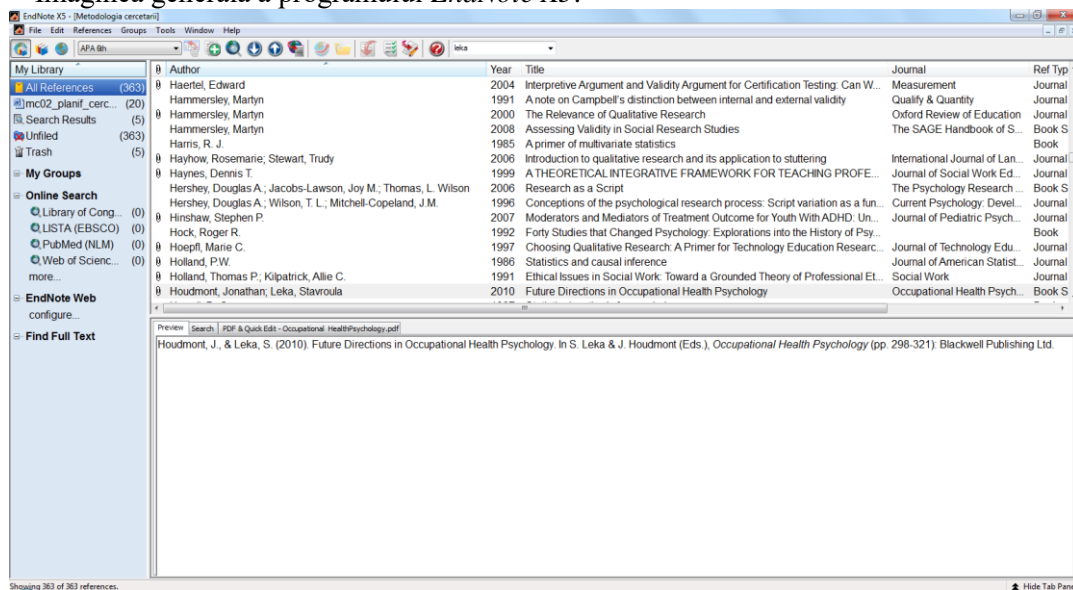 Imaginea generală a programului EndNote X5:
EndNote X5 - [Metodologia cercetarii]
File Edit References Groups Tools Window Help
APA 6th
leka
My Library
All References (363)
]mc02_planif_cerc... (20)
Search Results (5)
Unfiled (363)
Trash (5)
My Groups
Online Search
Library of Cong... (0)
LISTA (EBSCO) (0)
PubMed (NLM) (0)
Web of Scienc... (0)
more...
EndNote Web
configure...
Find Full Text
Author Year Title Journal Ref Typ
Haertel, Edward 2004 Interpretive Argument and Validity Argument for Certification Testing: Can W... Measurement Journal
Hammersley, Martyn 1991 A note on Campbell's distinction between internal and external validity Qualify & Quantity Journal
Hammersley, Martyn 2000 The Relevance of Qualitative Research Oxford Review of Education Journal
Hammersley, Martyn 2008 Assessing Validity in Social Research Studies The SAGE Handbook of S... Book S
Harris, R. J. 1985 A primer of multivariate statistics Book
Hayhow, Rosemarie; Stewart, Trudy 2006 Introduction to qualitative research and its application to stuttering International Journal of Lan... Journal
Haynes, Dennis T. 1999 A THEORETICAL INTEGRATIVE FRAMEWORK FOR TEACHING PROFE... Journal of Social Work Ed... Journal
Hershey, Douglas A.; Jacobs-Lawson, Joy M.; Thomas, L. Wilson 2006 Research as a Script The Psychology Research ... Book S
Hershey, Douglas A.; Wilson, T. L.; Mitchell-Copeland, J.M. 1996 Conceptions of the psychological research process: Script variation as a fun... Current Psychology: Devel... Journal
Hinshaw, Stephen P. 2007 Moderators and Mediators of Treatment Outcome for Youth With ADHD: Un... Journal of Pediatric Psych... Journal
Hock, Roger R. 1992 Forty Studies that Changed Psychology: Explorations into the History of Psy... Book
Hoepfl, Marie C. 1997 Choosing Qualitative Research: A Primer for Technology Education Researc... Journal of Technology Edu... Journal
Holland, P.W. 1986 Statistics and causal inference Journal of American Statist... Journal
Holland, Thomas P.; Kilpatrick, Allie C. 1991 Ethical Issues in Social Work: Toward a Grounded Theory of Professional Et... Social Work Journal
Houdmont, Jonathan; Leka, Stavroula 2010 Future Directions in Occupational Health Psychology Occupational Health Psych... Book S
Preview Search PDF & Quick Edit - Occupational HealthPsychology.pdf
Houdmont, J., & Leka, S. (2010). Future Directions in Occupational Health Psychology. In S. Leka & J. Houdmont (Eds.), Occupational Health Psychology (pp. 298-321): Blackwell Publishing Ltd.
Showing 363 of 363 references. Hide Tab Pane